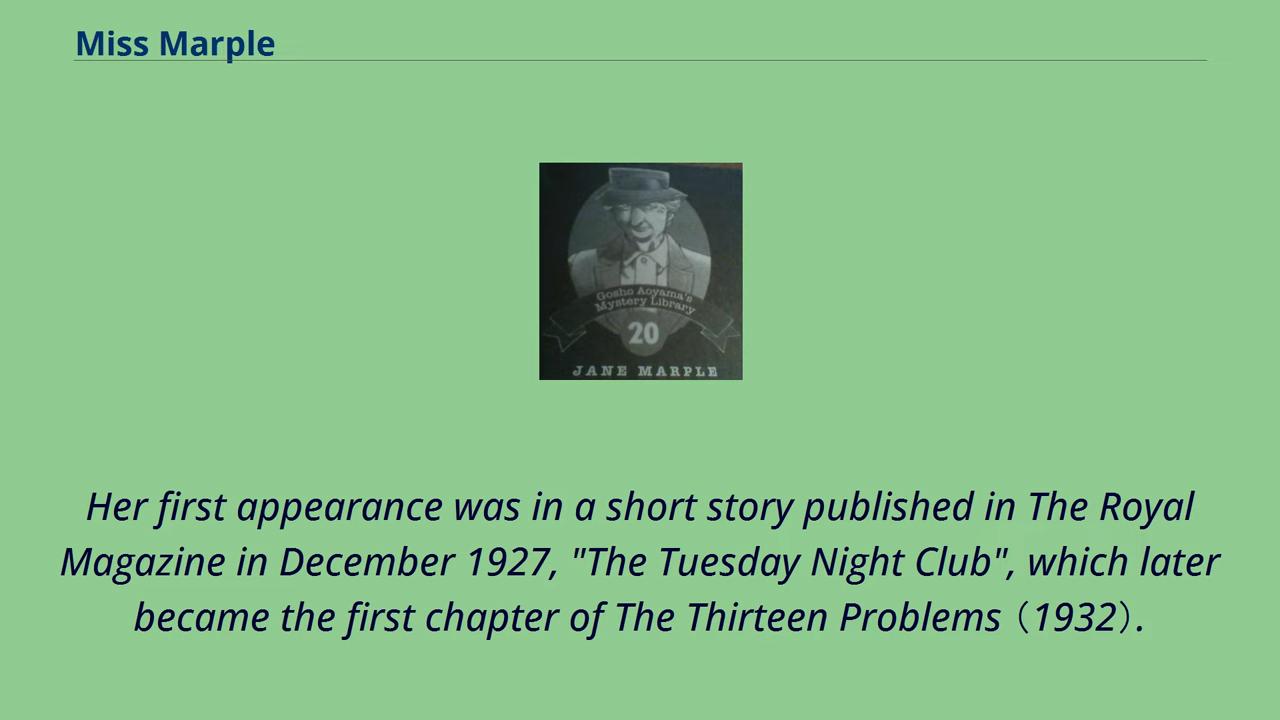 Miss Marple
Gosho Aoyama's
Mystery Library
20
JANE MARPLE
Her first appearance was in a short story published in The Royal
Magazine in December 1927, "The Tuesday Night Club", which later
became the first chapter of The Thirteen Problems（1932）.